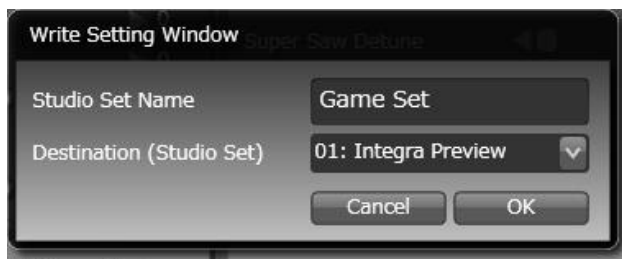 Write Setting Window
Super Saw Detune
Studio Set Name Game Set
Destination (Studio Set) 01: Integra Preview
Cancel OK